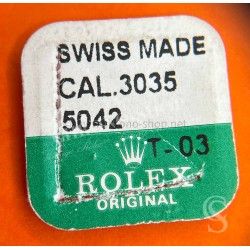 SWISS MADE
CAL.3035
5042
T-03
ROLEX
ORIGINAL